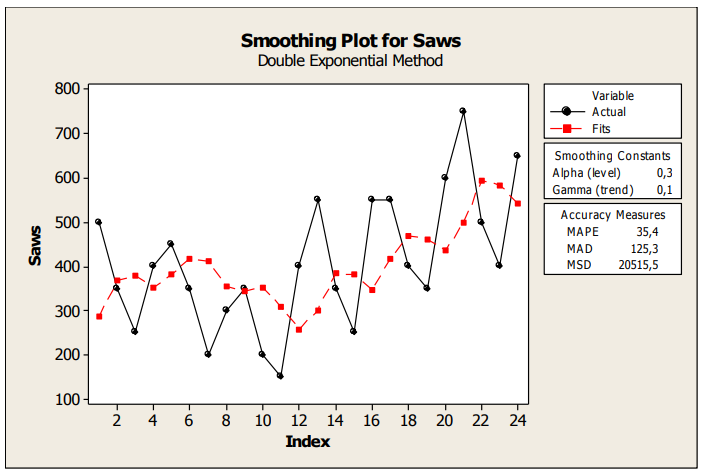 Smoothing Plot for Saws
Double Exponential Method
800
700
600
500
400
300
200
100
Saws
2 4 6 8 10 12 14 16 18 20 22 24
Index
Variable
Actual
Fits
Smoothing Constants
Alpha (level) 0,3
Gamma (trend) 0,1
Accuracy Measures
MAPE 35,4
MAD 125,3
MSD 20515,5